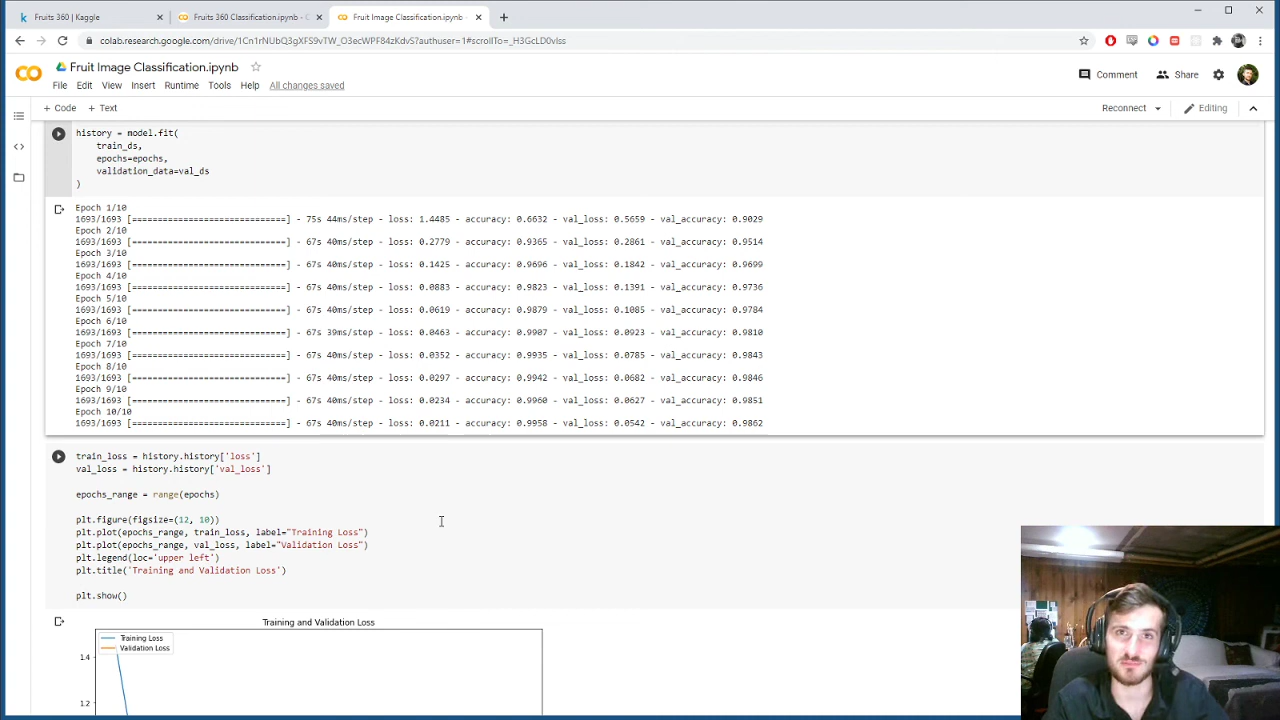 Fruits 360 | Kaggle
Fruits 360 Classification.ipynb - C
Fruit Image Classification.ipynb -
colab.research.google.com/drive/1Cn1rNUbQ3gXFS9vTW_O3ecWPF84zKdvS?authuser=1#scrollTo=_H3GcLD0vIss
Fruit Image Classification.ipynb
File Edit View Insert Runtime Tools Help All changes saved
Comment Share
+ Code + Text
Reconnect Editing
history = model.fit(
train_ds,
epochs=epochs,
validation_data=val_ds
)
Epoch 1/10
1693/1693 [==============================] - 75s 44ms/step - loss: 1.4485 - accuracy: 0.6632 - val_loss: 0.5659 - val_accuracy: 0.9029
Epoch 2/10
1693/1693 [==============================] - 67s 40ms/step - loss: 0.2779 - accuracy: 0.9365 - val_loss: 0.2861 - val_accuracy: 0.9514
Epoch 3/10
1693/1693 [==============================] - 67s 40ms/step - loss: 0.1425 - accuracy: 0.9696 - val_loss: 0.1842 - val_accuracy: 0.9699
Epoch 4/10
1693/1693 [==============================] - 67s 40ms/step - loss: 0.0883 - accuracy: 0.9823 - val_loss: 0.1391 - val_accuracy: 0.9736
Epoch 5/10
1693/1693 [==============================] - 67s 40ms/step - loss: 0.0619 - accuracy: 0.9879 - val_loss: 0.1085 - val_accuracy: 0.9784
Epoch 6/10
1693/1693 [==============================] - 67s 39ms/step - loss: 0.0463 - accuracy: 0.9907 - val_loss: 0.0923 - val_accuracy: 0.9810
Epoch 7/10
1693/1693 [==============================] - 67s 40ms/step - loss: 0.0352 - accuracy: 0.9935 - val_loss: 0.0785 - val_accuracy: 0.9843
Epoch 8/10
1693/1693 [==============================] - 67s 40ms/step - loss: 0.0297 - accuracy: 0.9942 - val_loss: 0.0682 - val_accuracy: 0.9846
Epoch 9/10
1693/1693 [==============================] - 67s 40ms/step - loss: 0.0234 - accuracy: 0.9960 - val_loss: 0.0627 - val_accuracy: 0.9851
Epoch 10/10
1693/1693 [==============================] - 67s 40ms/step - loss: 0.0211 - accuracy: 0.9958 - val_loss: 0.0542 - val_accuracy: 0.9862
train_loss = history.history['loss']
val_loss = history.history['val_loss']
epochs_range = range(epochs)
plt.figure(figsize=(12, 10))
plt.plot(epochs_range, train_loss, label="Training Loss")
plt.plot(epochs_range, val_loss, label="Validation Loss")
plt.legend(loc='upper left')
plt.title('Training and Validation Loss')
plt.show()
Training and Validation Loss
Training Loss
Validation Loss
1.4
1.2